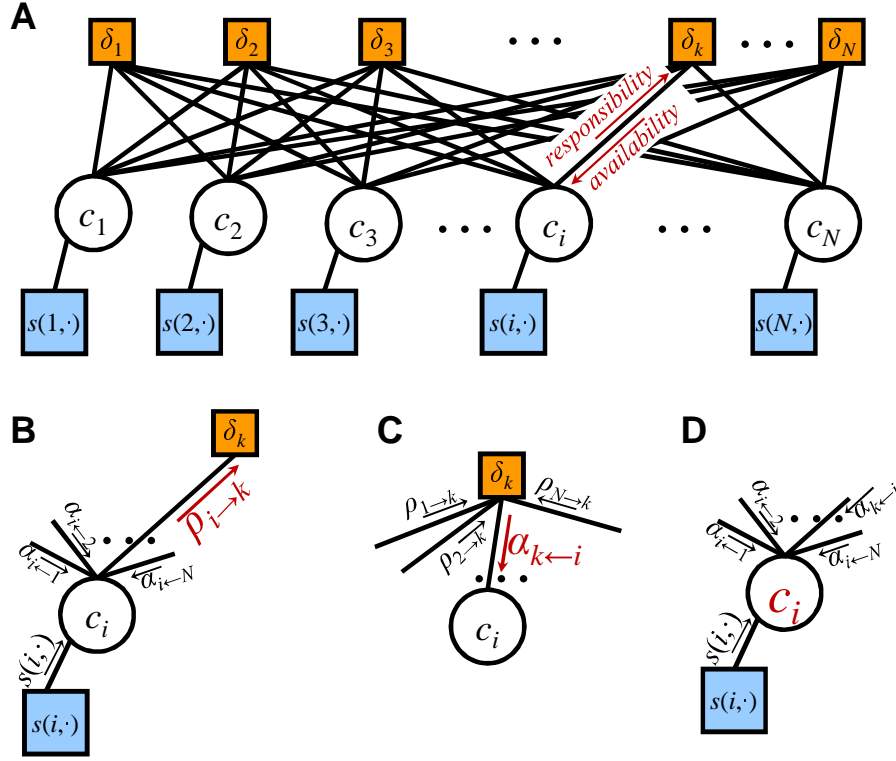 A
δ1 δ2 δ3 ··· δk ··· δN
responsibility
availability
c1 c2 c3 ··· ci ··· cN
s(1,·) s(2,·) s(3,·) s(i,·) s(N,·)
B
δk
ρi→k
αi←2
···
αi←1
αi←N
ci
s(i,·)
s(i,·)
C
δk
ρ1→k
ρN→k
ρ2→k
αk←i
···
ci
D
αi←2
αk←i
···
αi←1
αi←N
ci
s(i,·)
s(i,·)